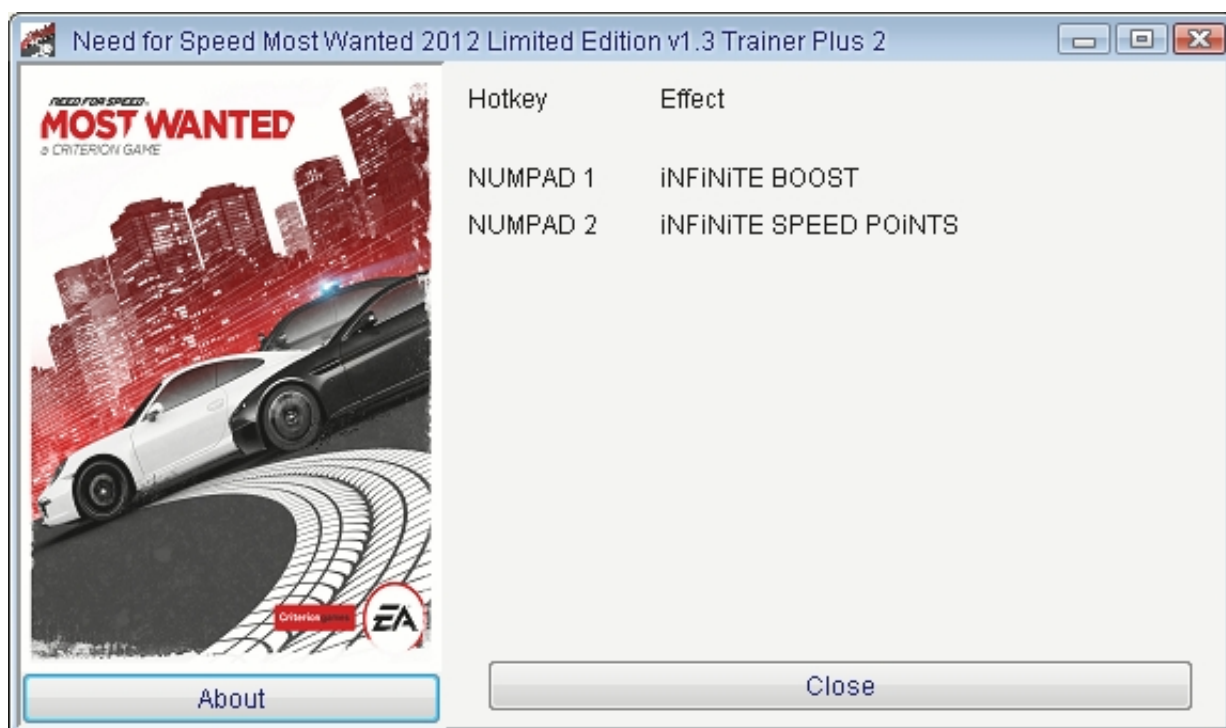 Need for Speed Most Wanted 2012 Limited Edition v1.3 Trainer Plus 2
NEED FOR SPEED
MOST WANTED
a CRITERION GAME
Hotkey Effect
NUMPAD 1 iNFiNiTE BOOST
NUMPAD 2 iNFiNiTE SPEED POiNTS
Criterion games
EA
About
Close